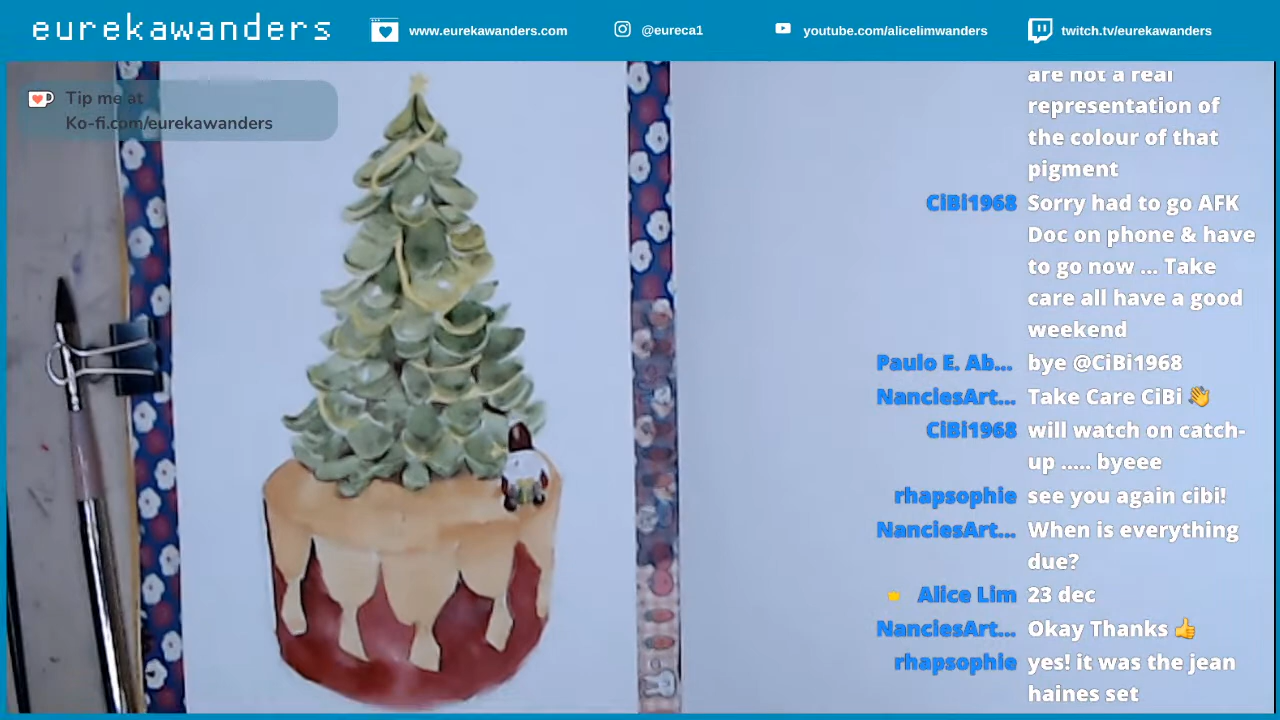 eurekawanders
www.eurekawanders.com
@eureca1
youtube.com/alicelimwanders
twitch.tv/eurekawanders
Tip me at
Ko-fi.com/eurekawanders
are not a real
representation of
the colour of that
pigment
CiBi1968 Sorry had to go AFK
Doc on phone & have
to go now ... Take
care all have a good
weekend
Paulo E. Ab... bye @CiBi1968
NanciesArt... Take Care CiBi 👋
CiBi1968 will watch on catch-
up ..... byeee
rhapsophie see you again cibi!
NanciesArt... When is everything
due?
Alice Lim 23 dec
NanciesArt... Okay Thanks 👍
rhapsophie yes! it was the jean
haines set